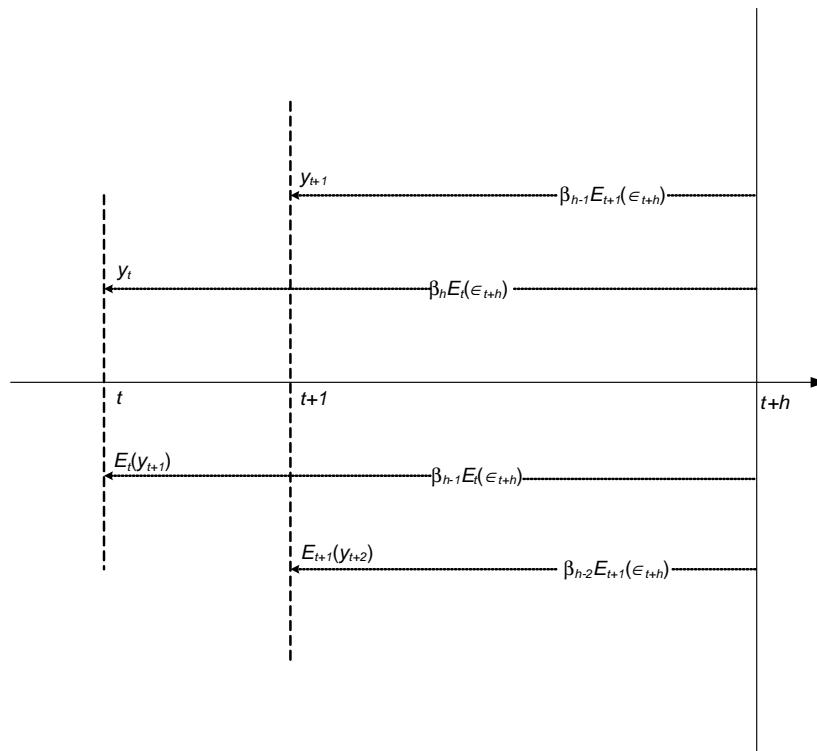 yt+1
βh-1Et+1(∈t+h)
yt
βhEt(∈t+h)
t
t+1
t+h
Et(yt+1)
βh-1Et(∈t+h)
Et+1(yt+2)
βh-2Et+1(∈t+h)